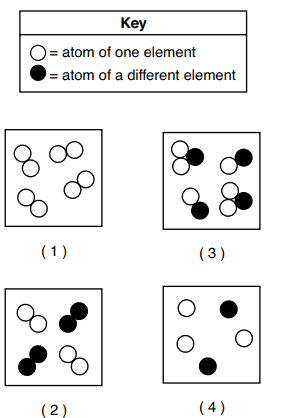 Key
= atom of one element
= atom of a different element
( 1 )
( 3 )
( 2 )
( 4 )